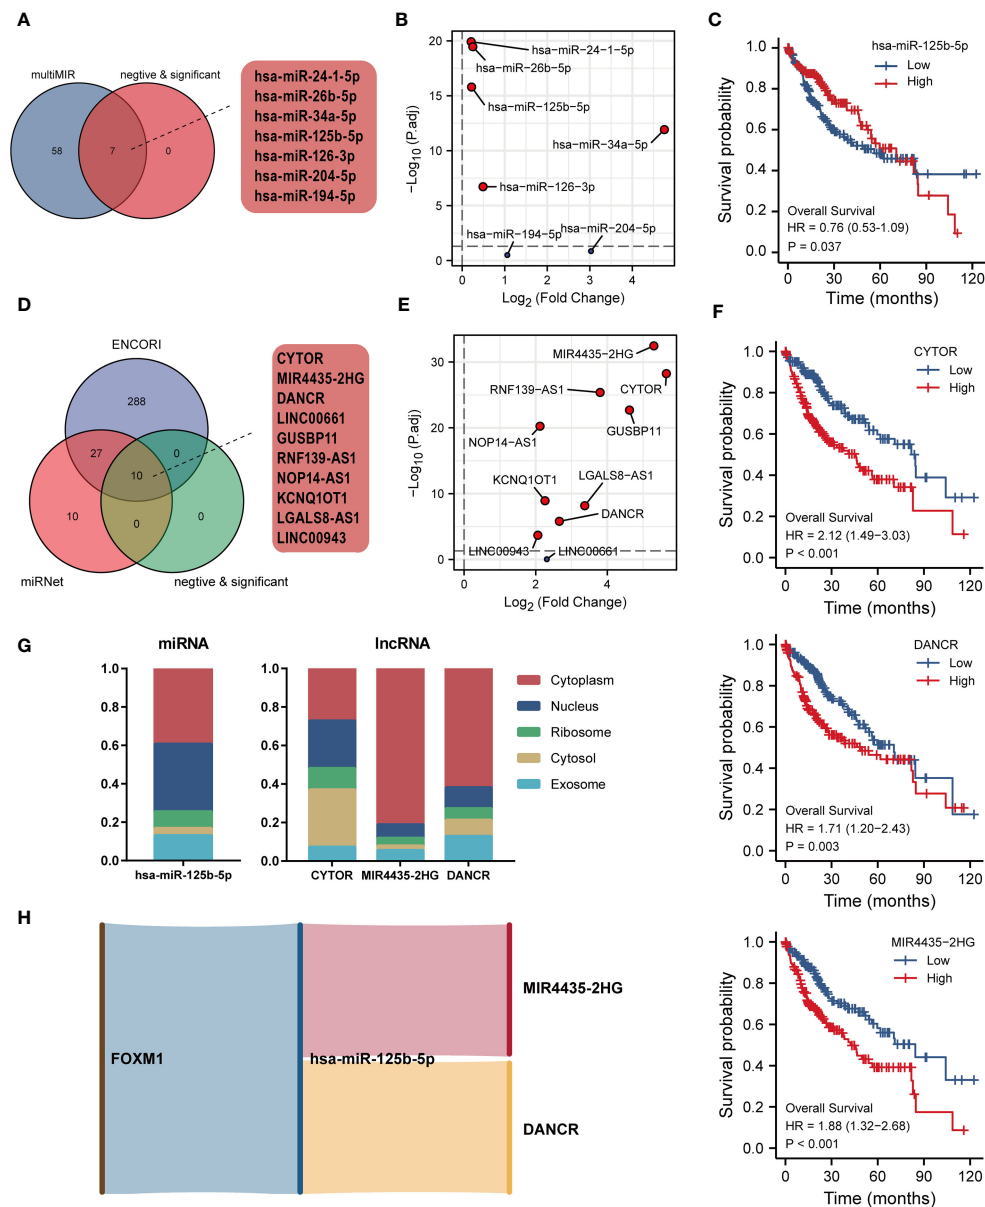 A
multiMIR
negtive & significant
58
7
0
hsa-miR-24-1-5p
hsa-miR-26b-5p
hsa-miR-34a-5p
hsa-miR-125b-5p
hsa-miR-126-3p
hsa-miR-204-5p
hsa-miR-194-5p
B
−Log10 (P.adj)
20
15
10
5
0
hsa−miR−24−1−5p
hsa−miR−26b−5p
hsa−miR−125b−5p
hsa−miR−34a−5p
hsa−miR−126−3p
hsa−miR−194−5p
hsa−miR−204−5p
0 1 2 3 4
Log2 (Fold Change)
C
Survival probability
1.0
0.8
0.6
0.4
0.2
0.0
hsa−miR−125b−5p
Low
High
Overall Survival
HR = 0.76 (0.53-1.09)
P = 0.037
0 30 60 90 120
Time (months)
D
ENCORI
288
27
0
10
10
0
0
miRNet
negtive & significant
CYTOR
MIR4435-2HG
DANCR
LINC00661
GUSBP11
RNF139-AS1
NOP14-AS1
KCNQ1OT1
LGALS8-AS1
LINC00943
E
−Log10 (P.adj)
30
20
10
0
MIR4435−2HG
CYTOR
RNF139−AS1
GUSBP11
NOP14−AS1
KCNQ1OT1
LGALS8−AS1
DANCR
LINC00943
LINC00661
0 2 4
Log2 (Fold Change)
F
Survival probability
1.0
0.8
0.6
0.4
0.2
0.0
CYTOR
Low
High
Overall Survival
HR = 2.12 (1.49−3.03)
P < 0.001
0 30 60 90 120
Time (months)
Survival probability
1.0
0.8
0.6
0.4
0.2
0.0
DANCR
Low
High
Overall Survival
HR = 1.71 (1.20−2.43)
P = 0.003
0 30 60 90 120
Time (months)
Survival probability
1.0
0.8
0.6
0.4
0.2
0.0
MIR4435−2HG
Low
High
Overall Survival
HR = 1.88 (1.32−2.68)
P < 0.001
0 30 60 90 120
Time (months)
G
miRNA
1.0
0.8
0.6
0.4
0.2
0.0
hsa-miR-125b-5p
lncRNA
1.0
0.8
0.6
0.4
0.2
0.0
CYTOR MIR4435-2HG DANCR
Cytoplasm
Nucleus
Ribosome
Cytosol
Exosome
H
FOXM1
hsa-miR-125b-5p
MIR4435-2HG
DANCR